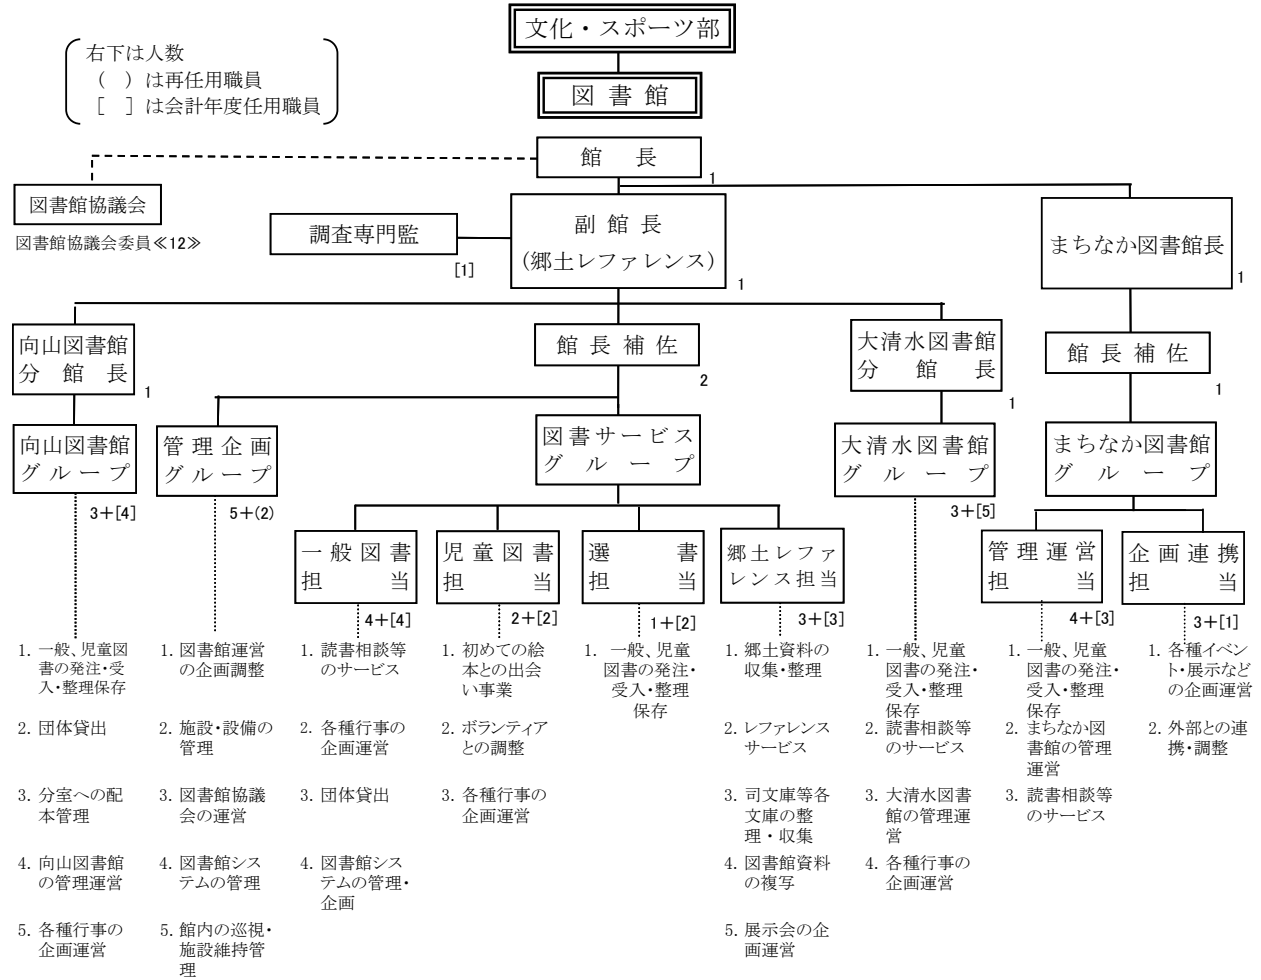 文化・スポーツ部
図書館
右下は人数
(　)は再任用職員
[　]は会計年度任用職員
館長
1
図書館協議会
図書館協議会委員≪12≫
調査専門監
[1]
副館長
(郷土レファレンス)
1
まちなか図書館長
1
向山図書館
分館長
1
館長補佐
2
大清水図書館
分館長
1
館長補佐
1
向山図書館
グループ
3+[4]
管理企画
グループ
5+(2)
図書サービス
グループ
大清水図書館
グループ
3+[5]
まちなか図書館
グループ
一般図書
担当
4+[4]
児童図書
担当
2+[2]
選書
担当
1+[2]
郷土レファ
レンス担当
3+[3]
管理運営
担当
4+[3]
企画連携
担当
3+[1]
1. 一般、児童図
書の発注・受
入・整理保存
2. 団体貸出
3. 分室への配
本管理
4. 向山図書館
の管理運営
5. 各種行事の
企画運営
1. 図書館運営
の企画調整
2. 施設・設備の
管理
3. 図書館協議
会の運営
4. 図書館シス
テムの管理
5. 館内の巡視・
施設維持管
理
1. 読書相談等
のサービス
2. 各種行事の
企画運営
3. 団体貸出
4. 図書館シス
テムの管理・
企画
1. 初めての絵
本との出会
い事業
2. ボランティア
との調整
3. 各種行事の
企画運営
1. 一般、児童
図書の発注・
受入・整理
保存
1. 郷土資料の
収集・整理
2. レファレンス
サービス
3. 司文庫等各
文庫の整
理・収集
4. 図書館資料
の複写
5. 展示会の企
画運営
1. 一般、児童
図書の発注・
受入・整理
保存
2. 読書相談等
のサービス
3. 大清水図書
館の管理運
営
4. 各種行事の
企画運営
1. 一般、児童
図書の発注・
受入・整理
保存
2. まちなか図
書館の管理
運営
3. 読書相談等
のサービス
1. 各種イベン
ト・展示など
の企画運営
2. 外部との連
携・調整